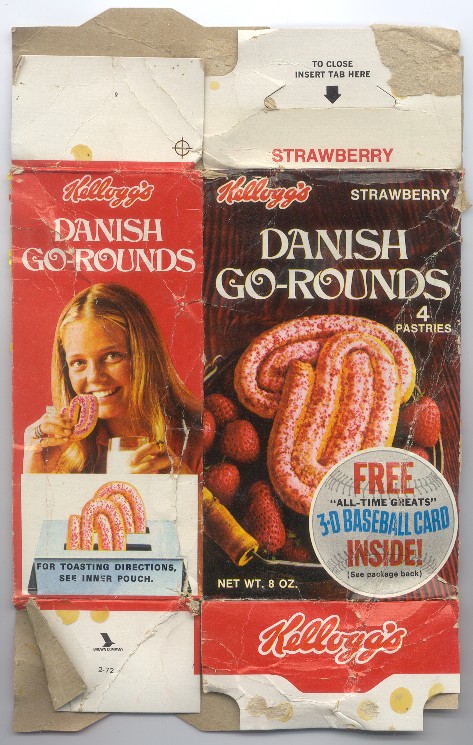 TO CLOSE
INSERT TAB HERE
STRAWBERRY
Kellogg's
DANISH
GO-ROUNDS
FOR TOASTING DIRECTIONS,
SEE INNER POUCH.
2-72
Kellogg's
STRAWBERRY
DANISH
GO-ROUNDS
4
PASTRIES
FREE
"ALL-TIME GREATS"
3-D BASEBALL CARD
INSIDE!
(See package back)
NET WT. 8 OZ.
Kellogg's